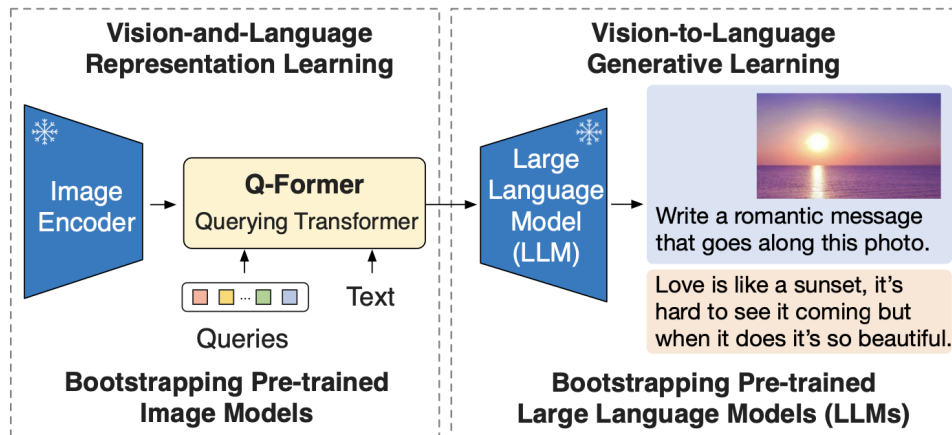 Vision-and-Language
Representation Learning
Image
Encoder
Q-Former
Querying Transformer
...
Queries
Text
Bootstrapping Pre-trained
Image Models
Vision-to-Language
Generative Learning
Large
Language
Model
(LLM)
Write a romantic message
that goes along this photo.
Love is like a sunset, it's
hard to see it coming but
when it does it's so beautiful.
Bootstrapping Pre-trained
Large Language Models (LLMs)